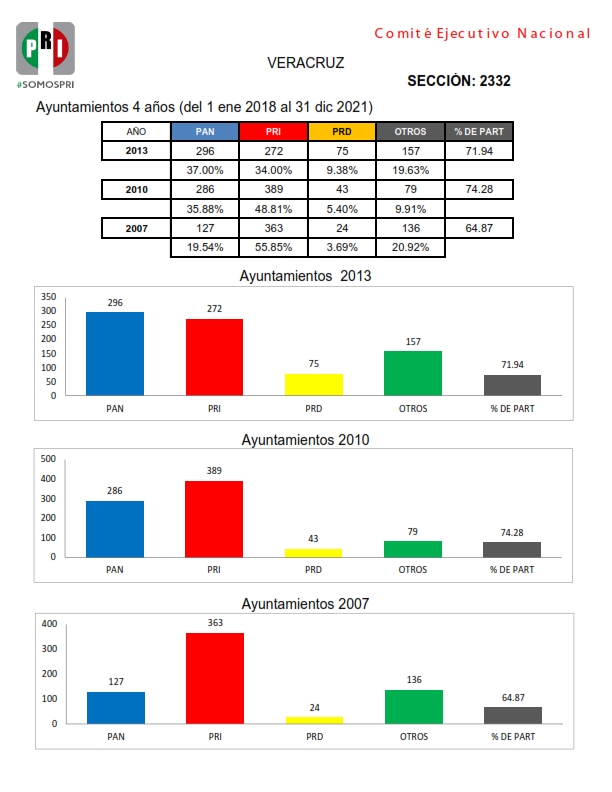 Comité Ejecutivo Nacional
PRI
#SOMOSPRI
VERACRUZ
SECCIÓN: 2332
Ayuntamientos 4 años (del 1 ene 2018 al 31 dic 2021)
AÑO PAN PRI PRD OTROS % DE PART
2013 296 272 75 157 71.94
37.00% 34.00% 9.38% 19.63%
2010 286 389 43 79 74.28
35.88% 48.81% 5.40% 9.91%
2007 127 363 24 136 64.87
19.54% 55.85% 3.69% 20.92%
Ayuntamientos 2013
350
300
250
200
150
100
50
0
296 272 75 157 71.94
PAN PRI PRD OTROS % DE PART
Ayuntamientos 2010
500
400
300
200
100
0
286 389 43 79 74.28
PAN PRI PRD OTROS % DE PART
Ayuntamientos 2007
400
300
200
100
0
127 363 24 136 64.87
PAN PRI PRD OTROS % DE PART